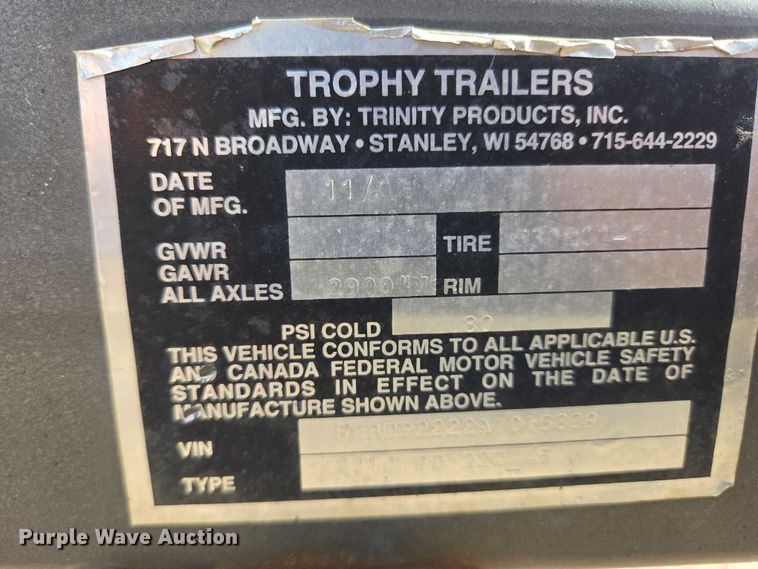 TROPHY TRAILERS
MFG. BY: TRINITY PRODUCTS, INC.
717 N BROADWAY • STANLEY, WI 54768 • 715-644-2229
DATE
OF MFG.
GVWR
TIRE
GAWR
ALL AXLES
RIM
PSI COLD
THIS VEHICLE CONFORMS TO ALL APPLICABLE U.S.
AND CANADA FEDERAL MOTOR VEHICLE SAFETY
STANDARDS IN EFFECT ON THE DATE OF
MANUFACTURE SHOWN ABOVE.
VIN
TYPE
Purple Wave Auction